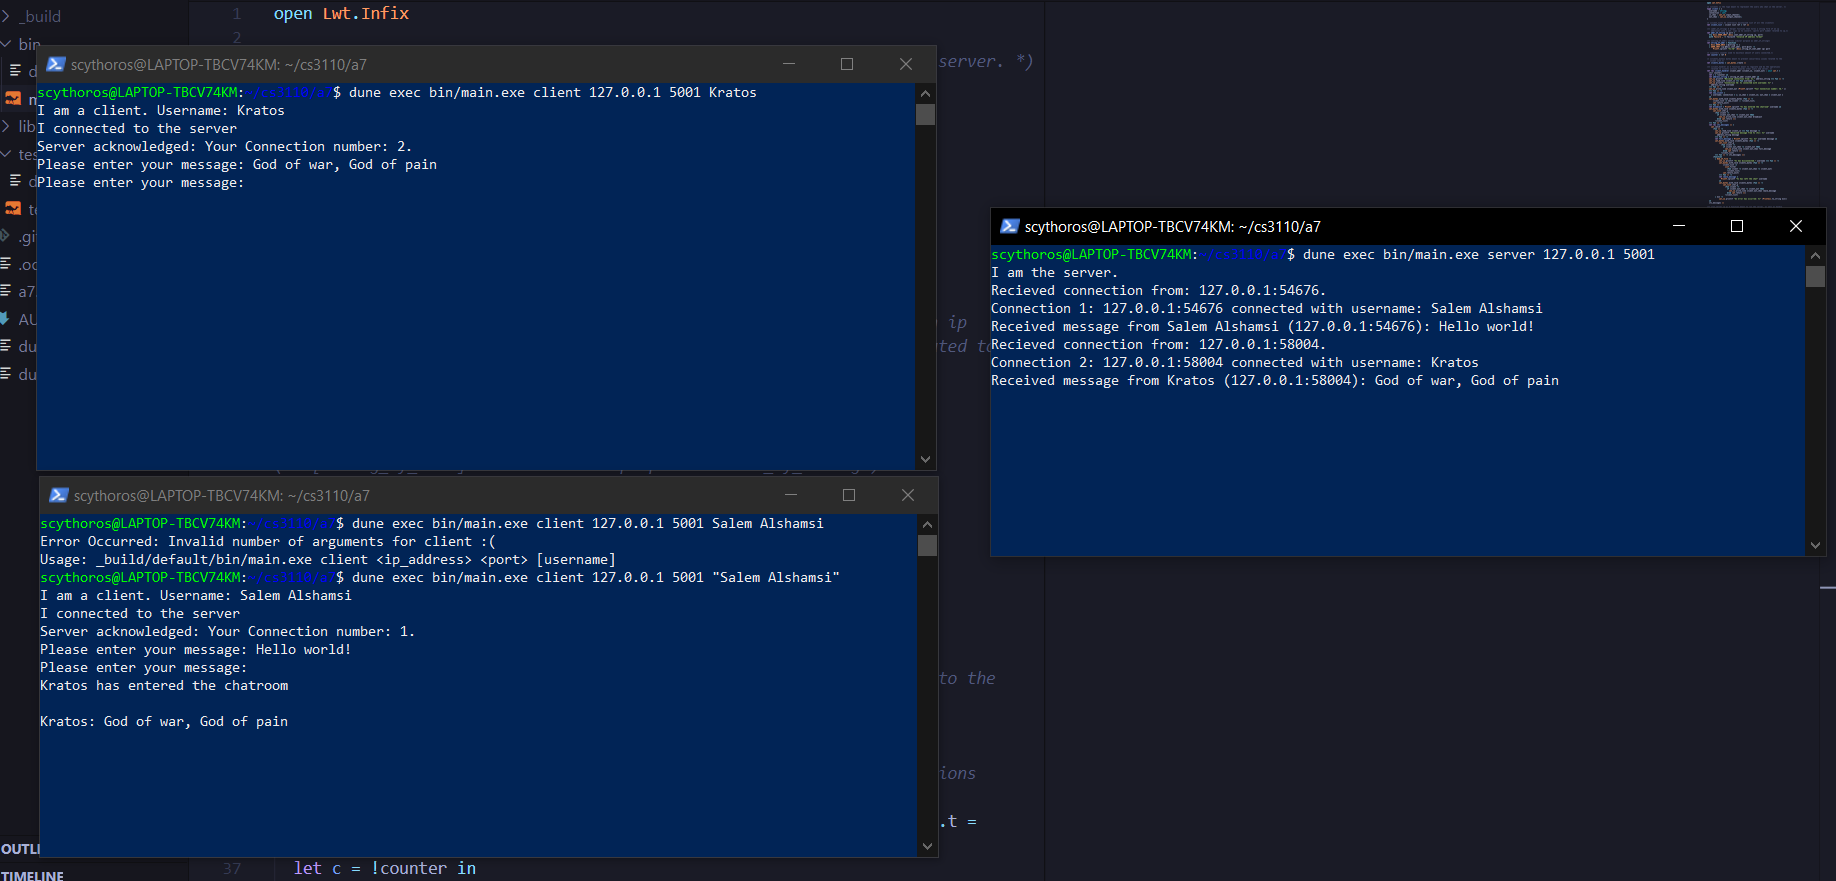 _build
bin
d
m
lib
tes
d
te
.gi
.oc
a7
AU
du
du
OUTLI
TIMELINE
1 open Lwt.Infix
2
server. *)
ip
ted to
to the
ions
.t =
37 let c = !counter in
scythoros@LAPTOP-TBCV74KM: ~/cs3110/a7
scythoros@LAPTOP-TBCV74KM:~/cs3110/a7$ dune exec bin/main.exe client 127.0.0.1 5001 Kratos
I am a client. Username: Kratos
I connected to the server
Server acknowledged: Your Connection number: 2.
Please enter your message: God of war, God of pain
Please enter your message:
scythoros@LAPTOP-TBCV74KM: ~/cs3110/a7
scythoros@LAPTOP-TBCV74KM:~/cs3110/a7$ dune exec bin/main.exe client 127.0.0.1 5001 Salem Alshamsi
Error Occurred: Invalid number of arguments for client :(
Usage: _build/default/bin/main.exe client <ip_address> <port> [username]
scythoros@LAPTOP-TBCV74KM:~/cs3110/a7$ dune exec bin/main.exe client 127.0.0.1 5001 "Salem Alshamsi"
I am a client. Username: Salem Alshamsi
I connected to the server
Server acknowledged: Your Connection number: 1.
Please enter your message: Hello world!
Please enter your message:
Kratos has entered the chatroom
Kratos: God of war, God of pain
scythoros@LAPTOP-TBCV74KM: ~/cs3110/a7
scythoros@LAPTOP-TBCV74KM:~/cs3110/a7$ dune exec bin/main.exe server 127.0.0.1 5001
I am the server.
Recieved connection from: 127.0.0.1:54676.
Connection 1: 127.0.0.1:54676 connected with username: Salem Alshamsi
Received message from Salem Alshamsi (127.0.0.1:54676): Hello world!
Recieved connection from: 127.0.0.1:58004.
Connection 2: 127.0.0.1:58004 connected with username: Kratos
Received message from Kratos (127.0.0.1:58004): God of war, God of pain